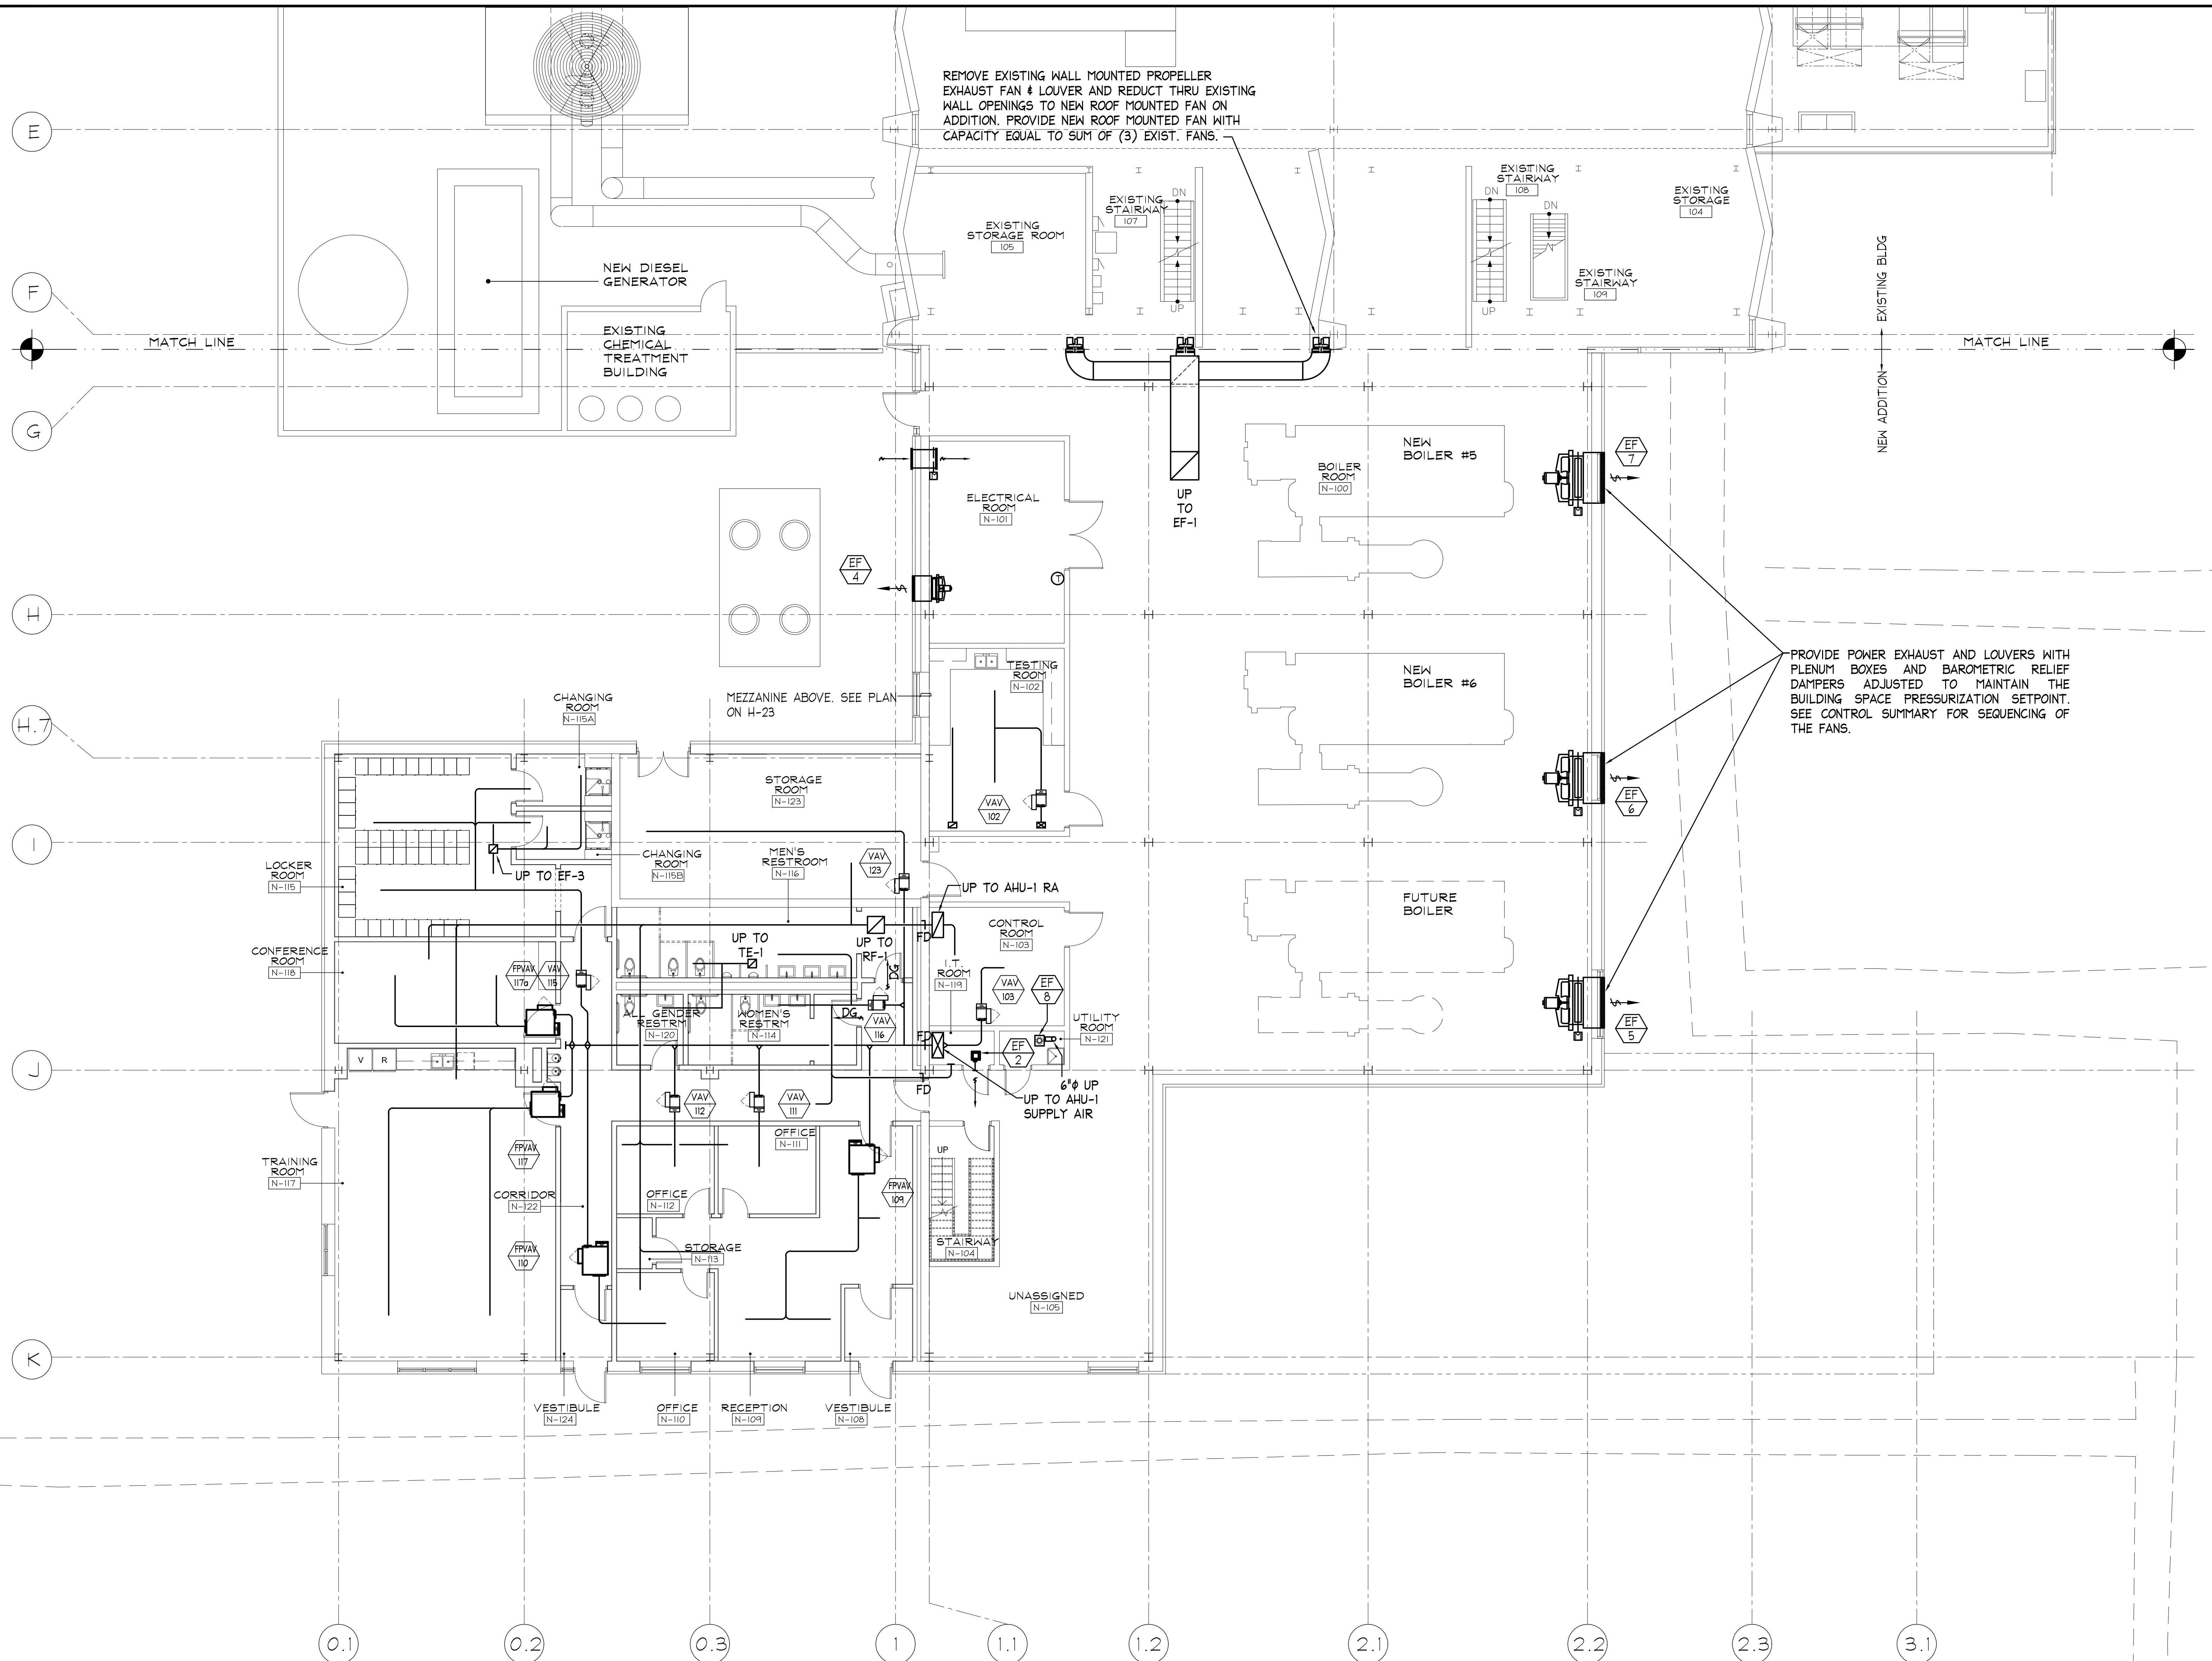 REMOVE EXISTING WALL MOUNTED PROPELLER
EXHAUST FAN & LOUVER AND REDUCT THRU EXISTING
WALL OPENINGS TO NEW ROOF MOUNTED FAN ON
ADDITION. PROVIDE NEW ROOF MOUNTED FAN WITH
CAPACITY EQUAL TO SUM OF (3) EXIST. FANS.
E
EXISTING
STORAGE ROOM
105
EXISTING
STAIRWAY
107
DN
UP
EXISTING
STAIRWAY
108
DN
UP
DN
EXISTING
STAIRWAY
109
EXISTING
STORAGE
104
NEW DIESEL
GENERATOR
F
EXISTING
CHEMICAL
TREATMENT
BUILDING
MATCH LINE
MATCH LINE
EXISTING BLDG
NEW ADDITION
G
ELECTRICAL
ROOM
N-101
UP
TO
EF-1
BOILER
ROOM
N-100
NEW
BOILER #5
EF
7
EF
4
T
H
TESTING
ROOM
N-102
MEZZANINE ABOVE. SEE PLAN
ON H-23
NEW
BOILER #6
PROVIDE POWER EXHAUST AND LOUVERS WITH
PLENUM BOXES AND BAROMETRIC RELIEF
DAMPERS ADJUSTED TO MAINTAIN THE
BUILDING SPACE PRESSURIZATION SETPOINT.
SEE CONTROL SUMMARY FOR SEQUENCING OF
THE FANS.
H.7
CHANGING
ROOM
N-115A
STORAGE
ROOM
N-123
VAV
102
EF
6
I
LOCKER
ROOM
N-115
UP TO EF-3
CHANGING
ROOM
N-115B
MEN'S
RESTROOM
N-116
VAV
123
UP TO AHU-1 RA
FUTURE
BOILER
CONFERENCE
ROOM
N-118
FPVAV
117a
VAV
115
UP TO
TE-1
UP TO
RF-1
FD
DG
CONTROL
ROOM
N-103
I.T.
ROOM
N-119
VAV
103
EF
8
UTILITY
ROOM
N-121
EF
5
ALL GENDER
RESTRM
N-120
WOMEN'S
RESTRM
N-114
DG
VAV
116
FD
EF
2
J
V
R
FD
6"ϕ UP
UP TO AHU-1
SUPPLY AIR
VAV
112
VAV
111
OFFICE
N-111
FPVAV
117
TRAINING
ROOM
N-117
CORRIDOR
N-122
OFFICE
N-112
FPVAV
109
UP
STAIRWAY
N-104
FPVAV
110
STORAGE
N-113
UNASSIGNED
N-105
K
VESTIBULE
N-124
OFFICE
N-110
RECEPTION
N-109
VESTIBULE
N-108
0.1
0.2
0.3
1
1.1
1.2
2.1
2.2
2.3
3.1